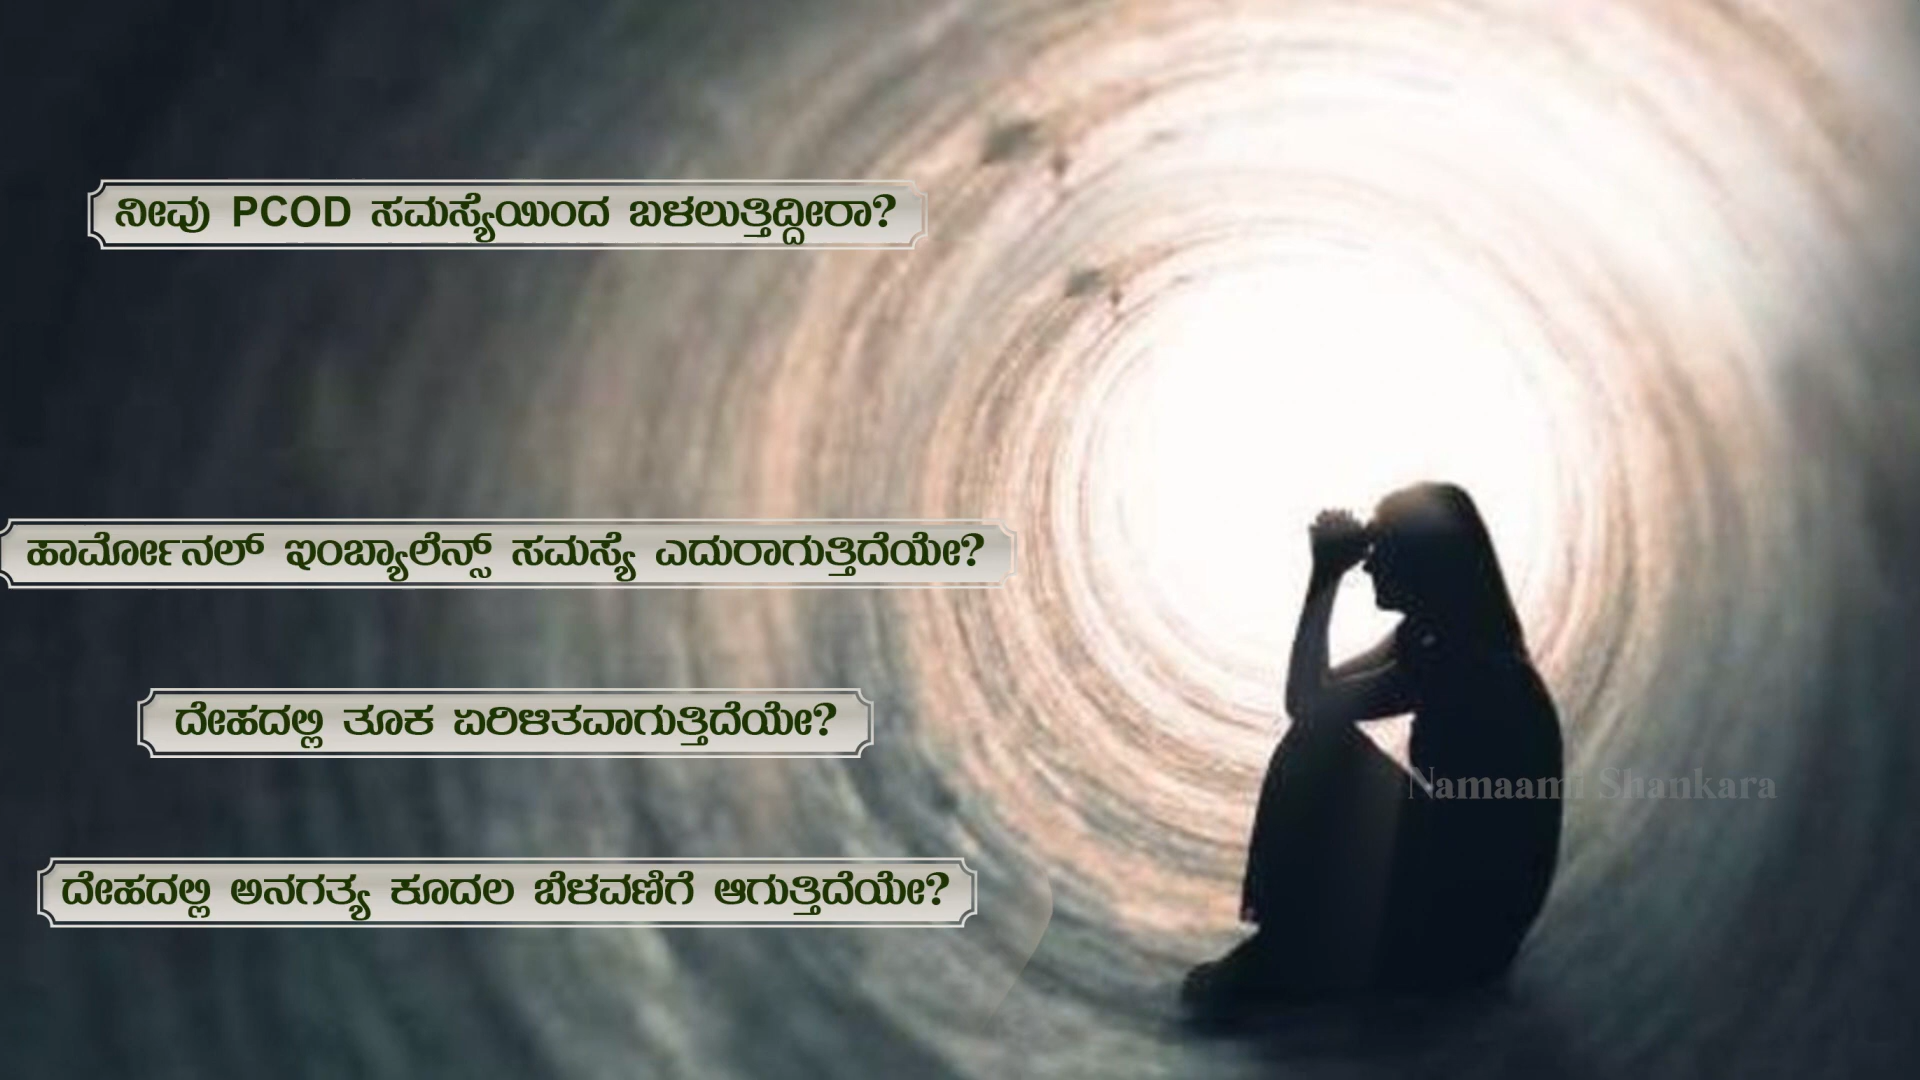 ನೀವು PCOD ಸಮಸ್ಯೆಯಿಂದ ಬಳಲುತ್ತಿದ್ದೀರಾ?
ಹಾರ್ಮೋನಲ್ ಇಂಬ್ಯಾಲೆನ್ಸ್ ಸಮಸ್ಯೆ ಎದುರಾಗುತ್ತಿದೆಯೇ?
ದೇಹದಲ್ಲಿ ತೂಕ ಏರಿಳಿತವಾಗುತ್ತಿದೆಯೇ?
Namaami Shankara
ದೇಹದಲ್ಲಿ ಅನಗತ್ಯ ಕೂದಲ ಬೆಳವಣಿಗೆ ಆಗುತ್ತಿದೆಯೇ?